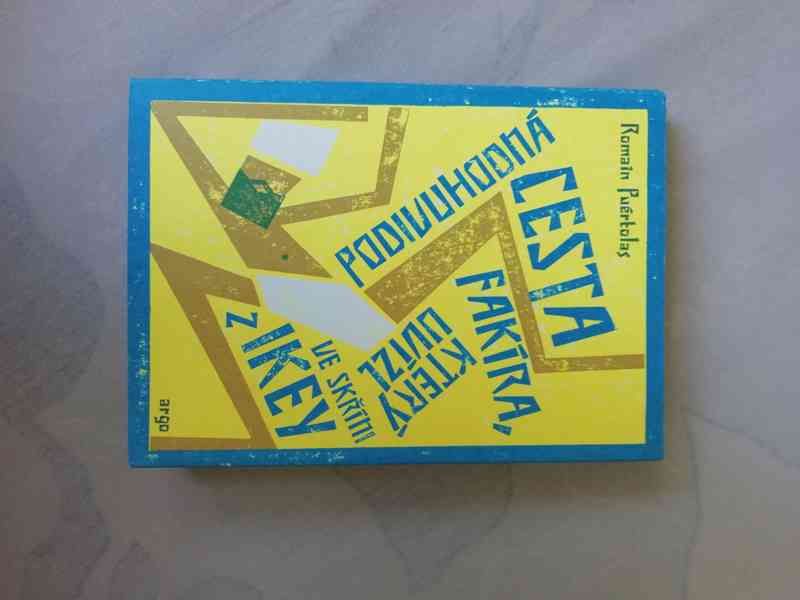 Romain Puértolas
PODIVUHODNÁ
CESTA
FAKÍRA,
KTERÝ
UVÍZL
VE SKŘÍNI
Z IKEY
argo